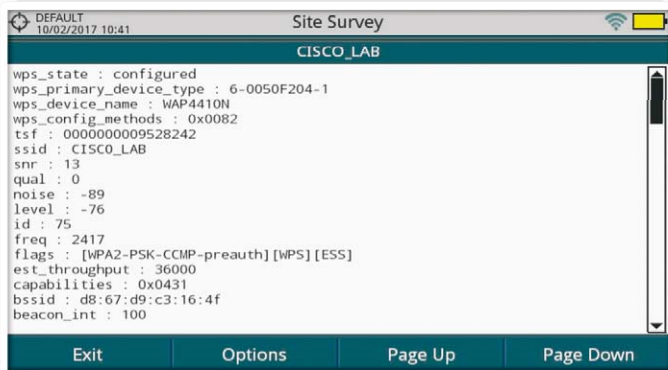 DEFAULT
10/02/2017 10:41
Site Survey
CISCO_LAB
wps_state : configured
wps_primary_device_type : 6-0050F204-1
wps_device_name : WAP4410N
wps_config_methods : 0x0082
tsf : 0000000009528242
ssid : CISCO_LAB
snr : 13
qual : 0
noise : -89
level : -76
id : 75
freq : 2417
flags : [WPA2-PSK-CCMP-preauth][WPS][ESS]
est_throughput : 36000
capabilities : 0x0431
bssid : d8:67:d9:c3:16:4f
beacon_int : 100
Exit Options Page Up Page Down